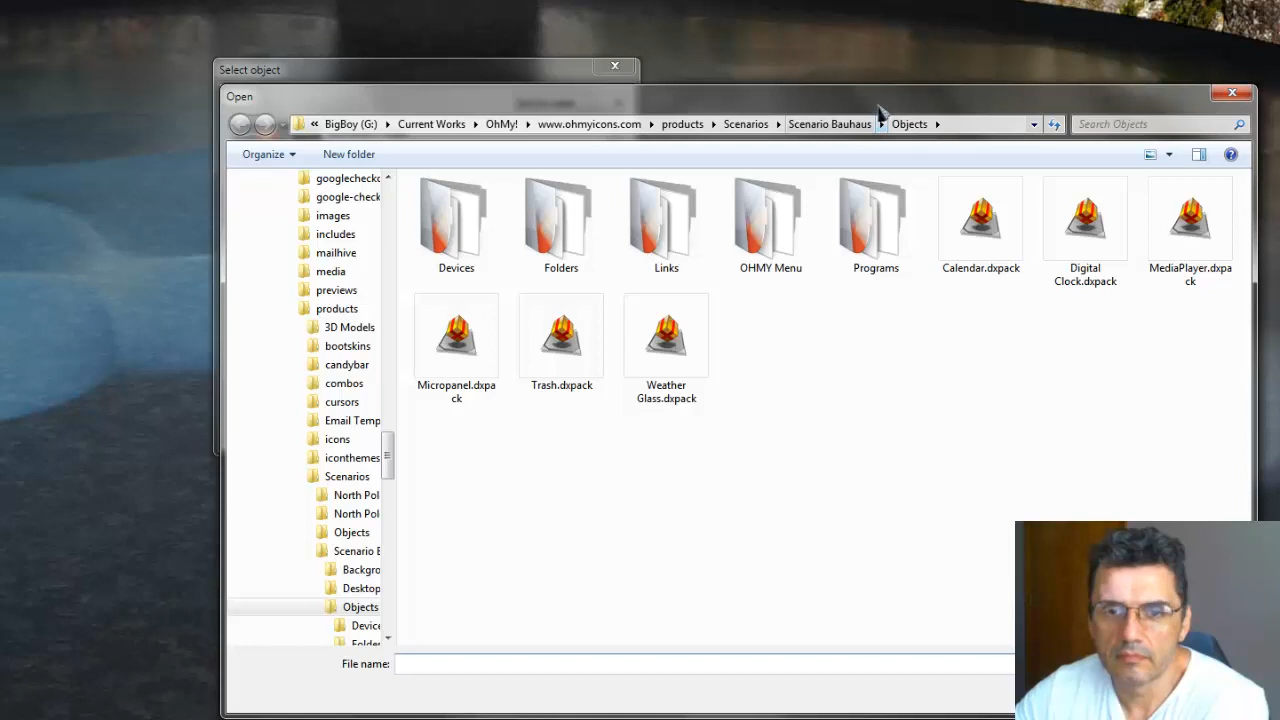 Select object
Open
« BigBoy (G:) Current Works OhMy! www.ohmyicons.com products Scenarios Scenario Bauhaus Objects
Search Objects
Organize
New folder
googlecheckc
google-check
images
includes
mailhive
media
previews
products
3D Models
bootskins
candybar
combos
cursors
Email Temp
icons
iconthemes
Scenarios
North Pol
North Pol
Objects
Scenario E
Backgro
Desktop
Objects
Device
Folder
Devices
Folders
Links
OHMY Menu
Programs
Calendar.dxpack
Digital
Clock.dxpack
MediaPlayer.dxpa
ck
Micropanel.dxpa
ck
Trash.dxpack
Weather
Glass.dxpack
File name: